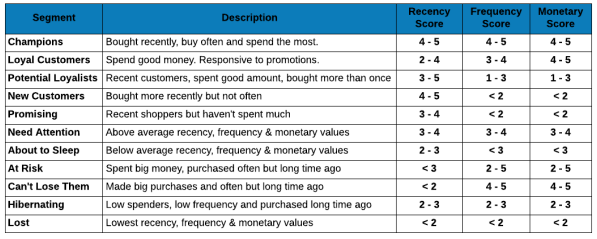 Segment Description Recency Score Frequency Score Monetary Score
Champions Bought recently, buy often and spend the most. 4 - 5 4 - 5 4 - 5
Loyal Customers Spend good money. Responsive to promotions. 2 - 4 3 - 4 4 - 5
Potential Loyalists Recent customers, spent good amount, bought more than once 3 - 5 1 - 3 1 - 3
New Customers Bought more recently but not often 4 - 5 < 2 < 2
Promising Recent shoppers but haven't spent much 3 - 4 < 2 < 2
Need Attention Above average recency, frequency & monetary values 3 - 4 3 - 4 3 - 4
About to Sleep Below average recency, frequency & monetary values 2 - 3 < 3 < 3
At Risk Spent big money, purchased often but long time ago < 3 2 - 5 2 - 5
Can't Lose Them Made big purchases and often but long time ago < 2 4 - 5 4 - 5
Hibernating Low spenders, low frequency and purchased long time ago 2 - 3 2 - 3 2 - 3
Lost Lowest recency, frequency & monetary values < 2 < 2 < 2